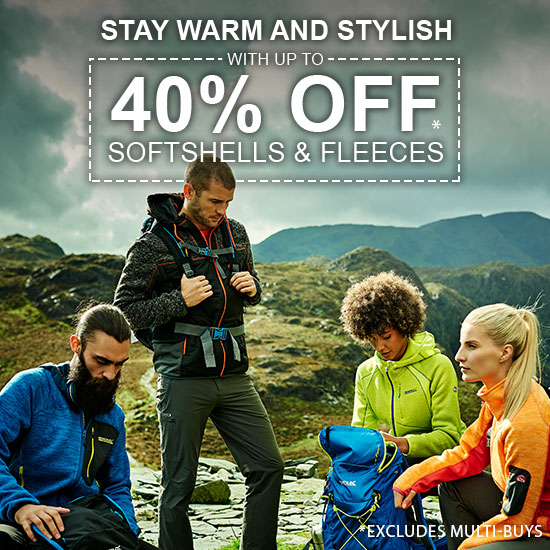 STAY WARM AND STYLISH
WITH UP TO
40% OFF*
SOFTSHELLS & FLEECES
*EXCLUDES MULTI-BUYS